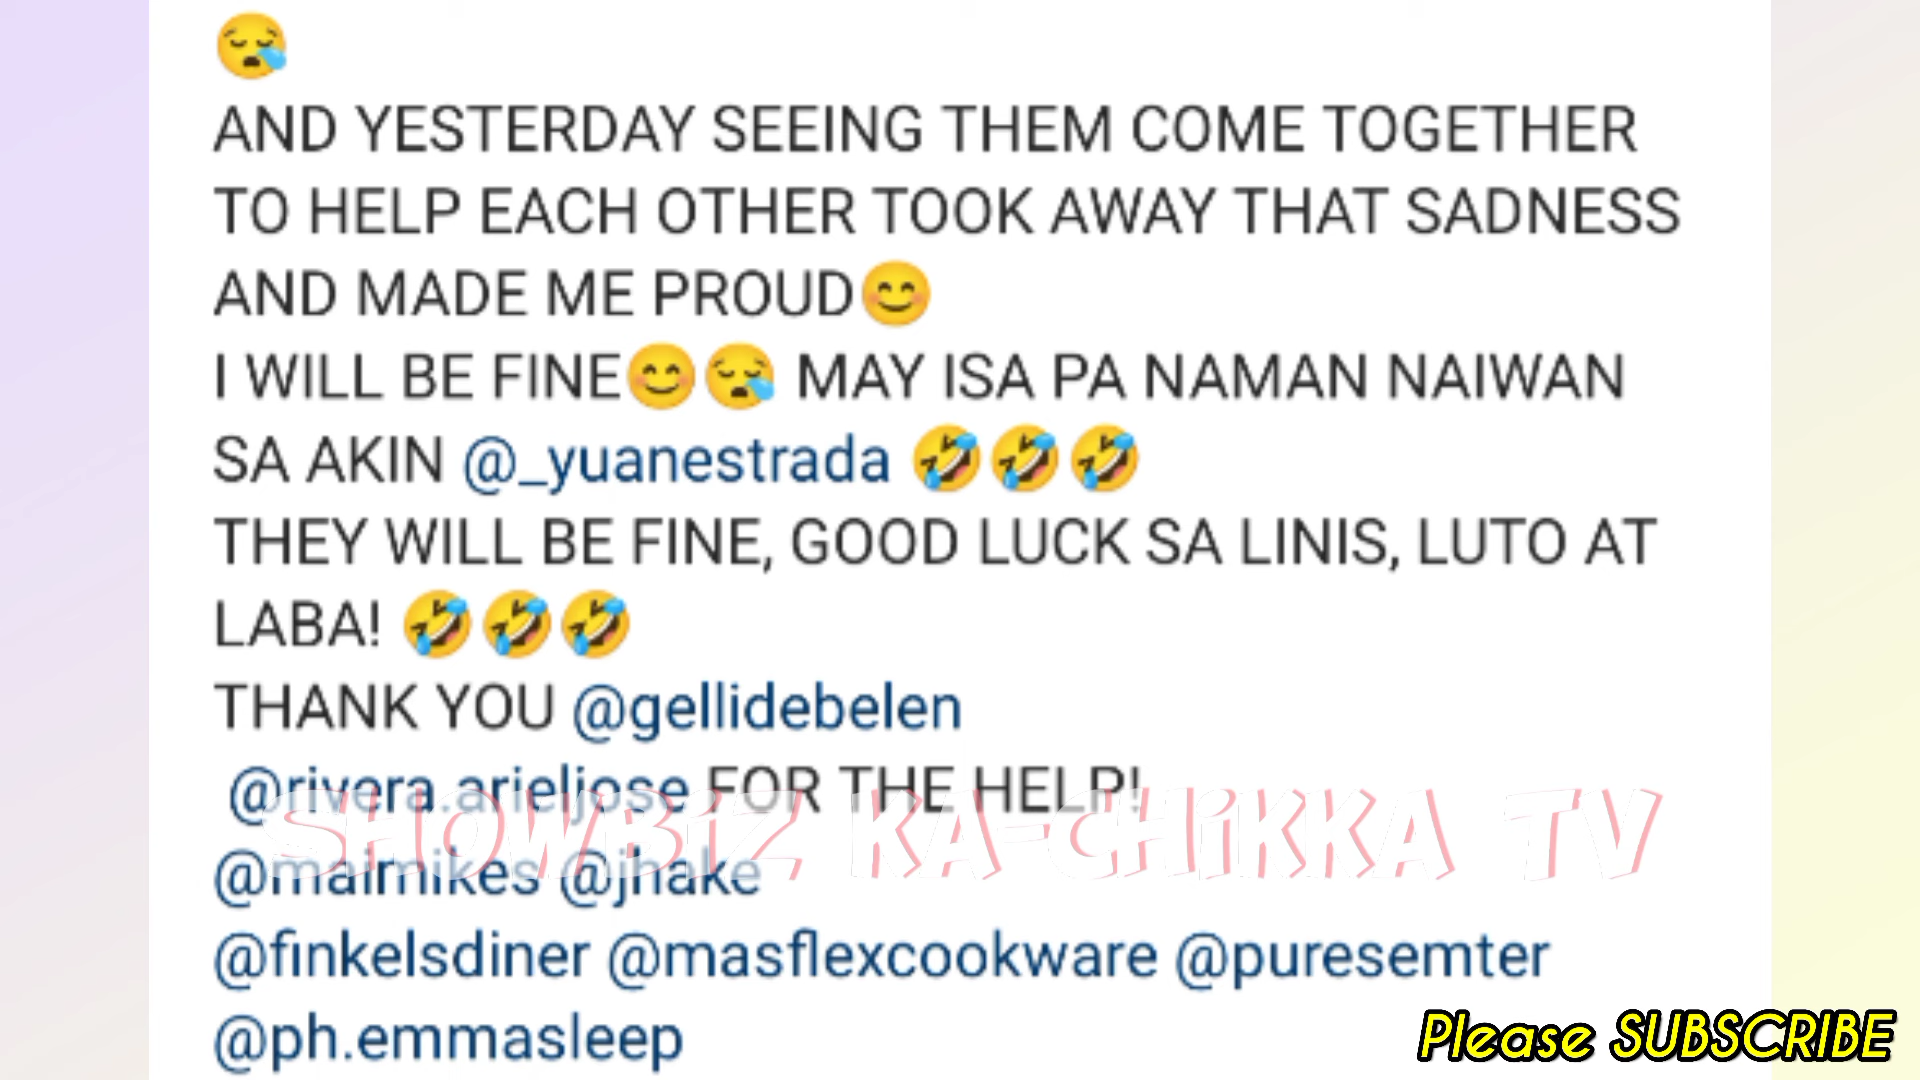 😪
AND YESTERDAY SEEING THEM COME TOGETHER
TO HELP EACH OTHER TOOK AWAY THAT SADNESS
AND MADE ME PROUD😊
I WILL BE FINE😊😪 MAY ISA PA NAMAN NAIWAN
SA AKIN @_yuanestrada 🤣🤣🤣
THEY WILL BE FINE, GOOD LUCK SA LINIS, LUTO AT
LABA! 🤣🤣🤣
THANK YOU @gellidebelen
@rivera.arieljose FOR THE HELP!
SHOWBIZ KA-CHIKKA TV
@maimikes @jhake
@finkelsdiner @masflexcookware @puresemter
@ph.emmasleep
Please SUBSCRIBE